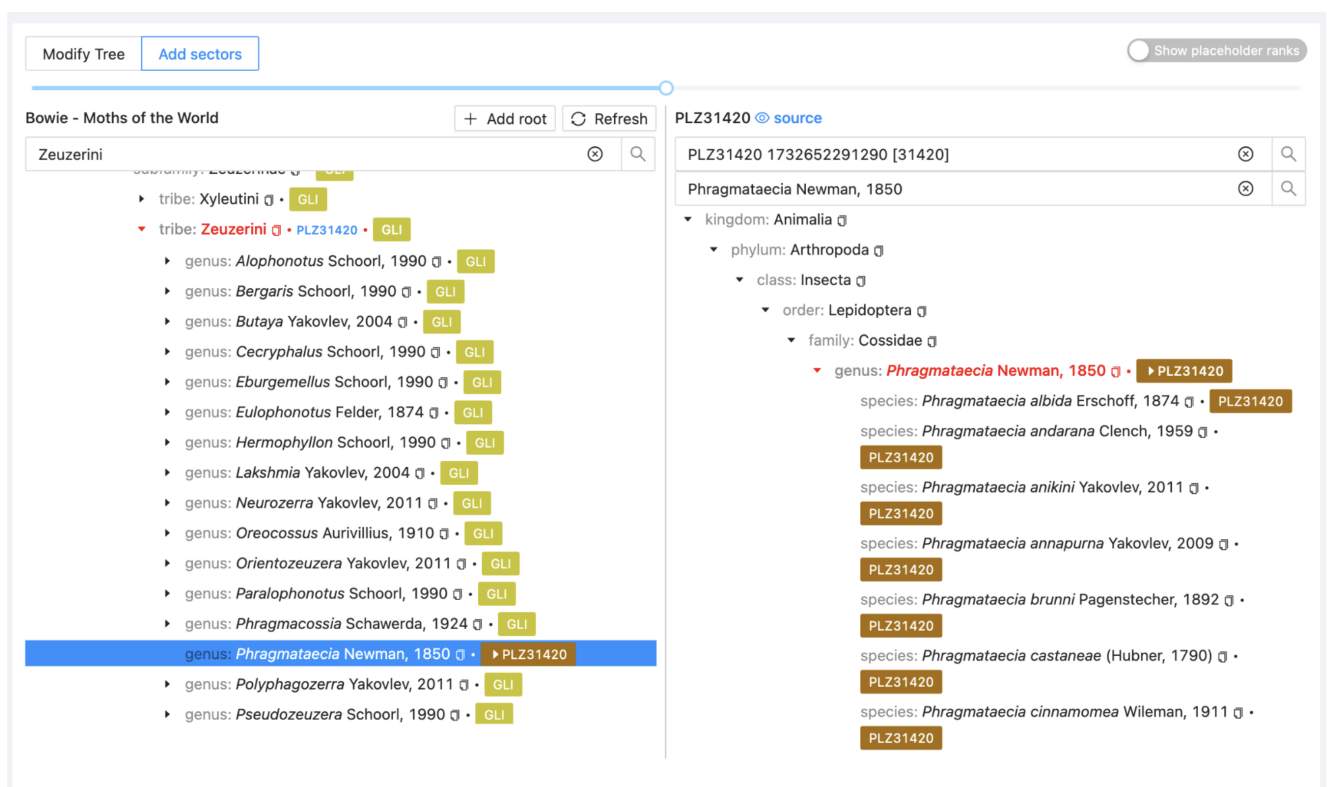 Modify Tree
Add sectors
Show placeholder ranks
Bowie - Moths of the World
+ Add root
Refresh
Zeuzerini
subfamily: Zeuzerinae • GLI
tribe: Xyleutini • GLI
tribe: Zeuzerini • PLZ31420 • GLI
genus: Alophonotus Schoorl, 1990 • GLI
genus: Bergaris Schoorl, 1990 • GLI
genus: Butaya Yakovlev, 2004 • GLI
genus: Cecryphalus Schoorl, 1990 • GLI
genus: Eburgemellus Schoorl, 1990 • GLI
genus: Eulophonotus Felder, 1874 • GLI
genus: Hermophyllon Schoorl, 1990 • GLI
genus: Lakshmia Yakovlev, 2004 • GLI
genus: Neurozerra Yakovlev, 2011 • GLI
genus: Oreocossus Aurivillius, 1910 • GLI
genus: Orientozeuzera Yakovlev, 2011 • GLI
genus: Paralophonotus Schoorl, 1990 • GLI
genus: Phragmacossia Schawerda, 1924 • GLI
genus: Phragmataecia Newman, 1850 • PLZ31420
genus: Polyphagozerra Yakovlev, 2011 • GLI
genus: Pseudozeuzera Schoorl, 1990 • GLI
PLZ31420 source
PLZ31420 1732652291290 [31420]
Phragmataecia Newman, 1850
kingdom: Animalia
phylum: Arthropoda
class: Insecta
order: Lepidoptera
family: Cossidae
genus: Phragmataecia Newman, 1850 • PLZ31420
species: Phragmataecia albida Erschoff, 1874 • PLZ31420
species: Phragmataecia andarana Clench, 1959 •
PLZ31420
species: Phragmataecia anikini Yakovlev, 2011 •
PLZ31420
species: Phragmataecia annapurna Yakovlev, 2009 •
PLZ31420
species: Phragmataecia brunni Pagenstecher, 1892 •
PLZ31420
species: Phragmataecia castaneae (Hubner, 1790) •
PLZ31420
species: Phragmataecia cinnamomea Wileman, 1911 •
PLZ31420